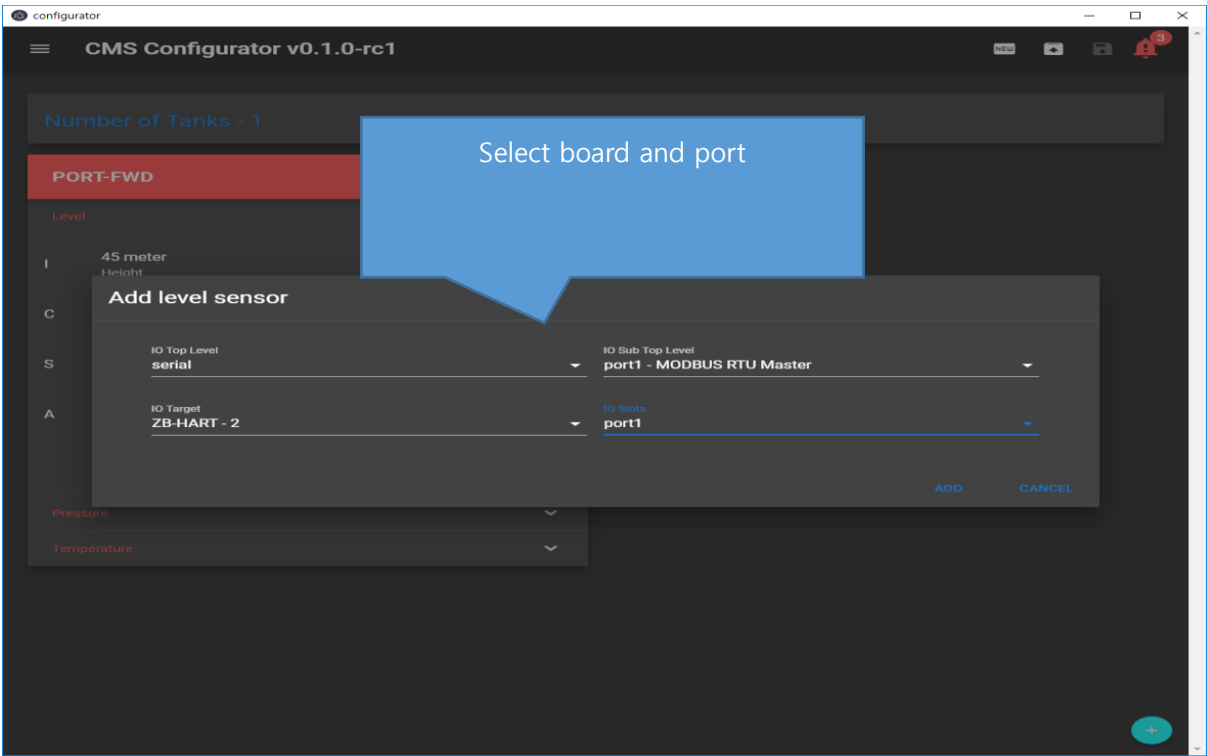 configurator
CMS Configurator v0.1.0-rc1
NEW
3
Number of Tanks - 1
Select board and port
PORT-FWD
Level
I
45 meter
Height
Add level sensor
C
IO Top Level
serial
IO Sub Top Level
port1 - MODBUS RTU Master
S
IO Target
ZB-HART - 2
IO Slots
port1
A
ADD
CANCEL
Pressure
Temperature